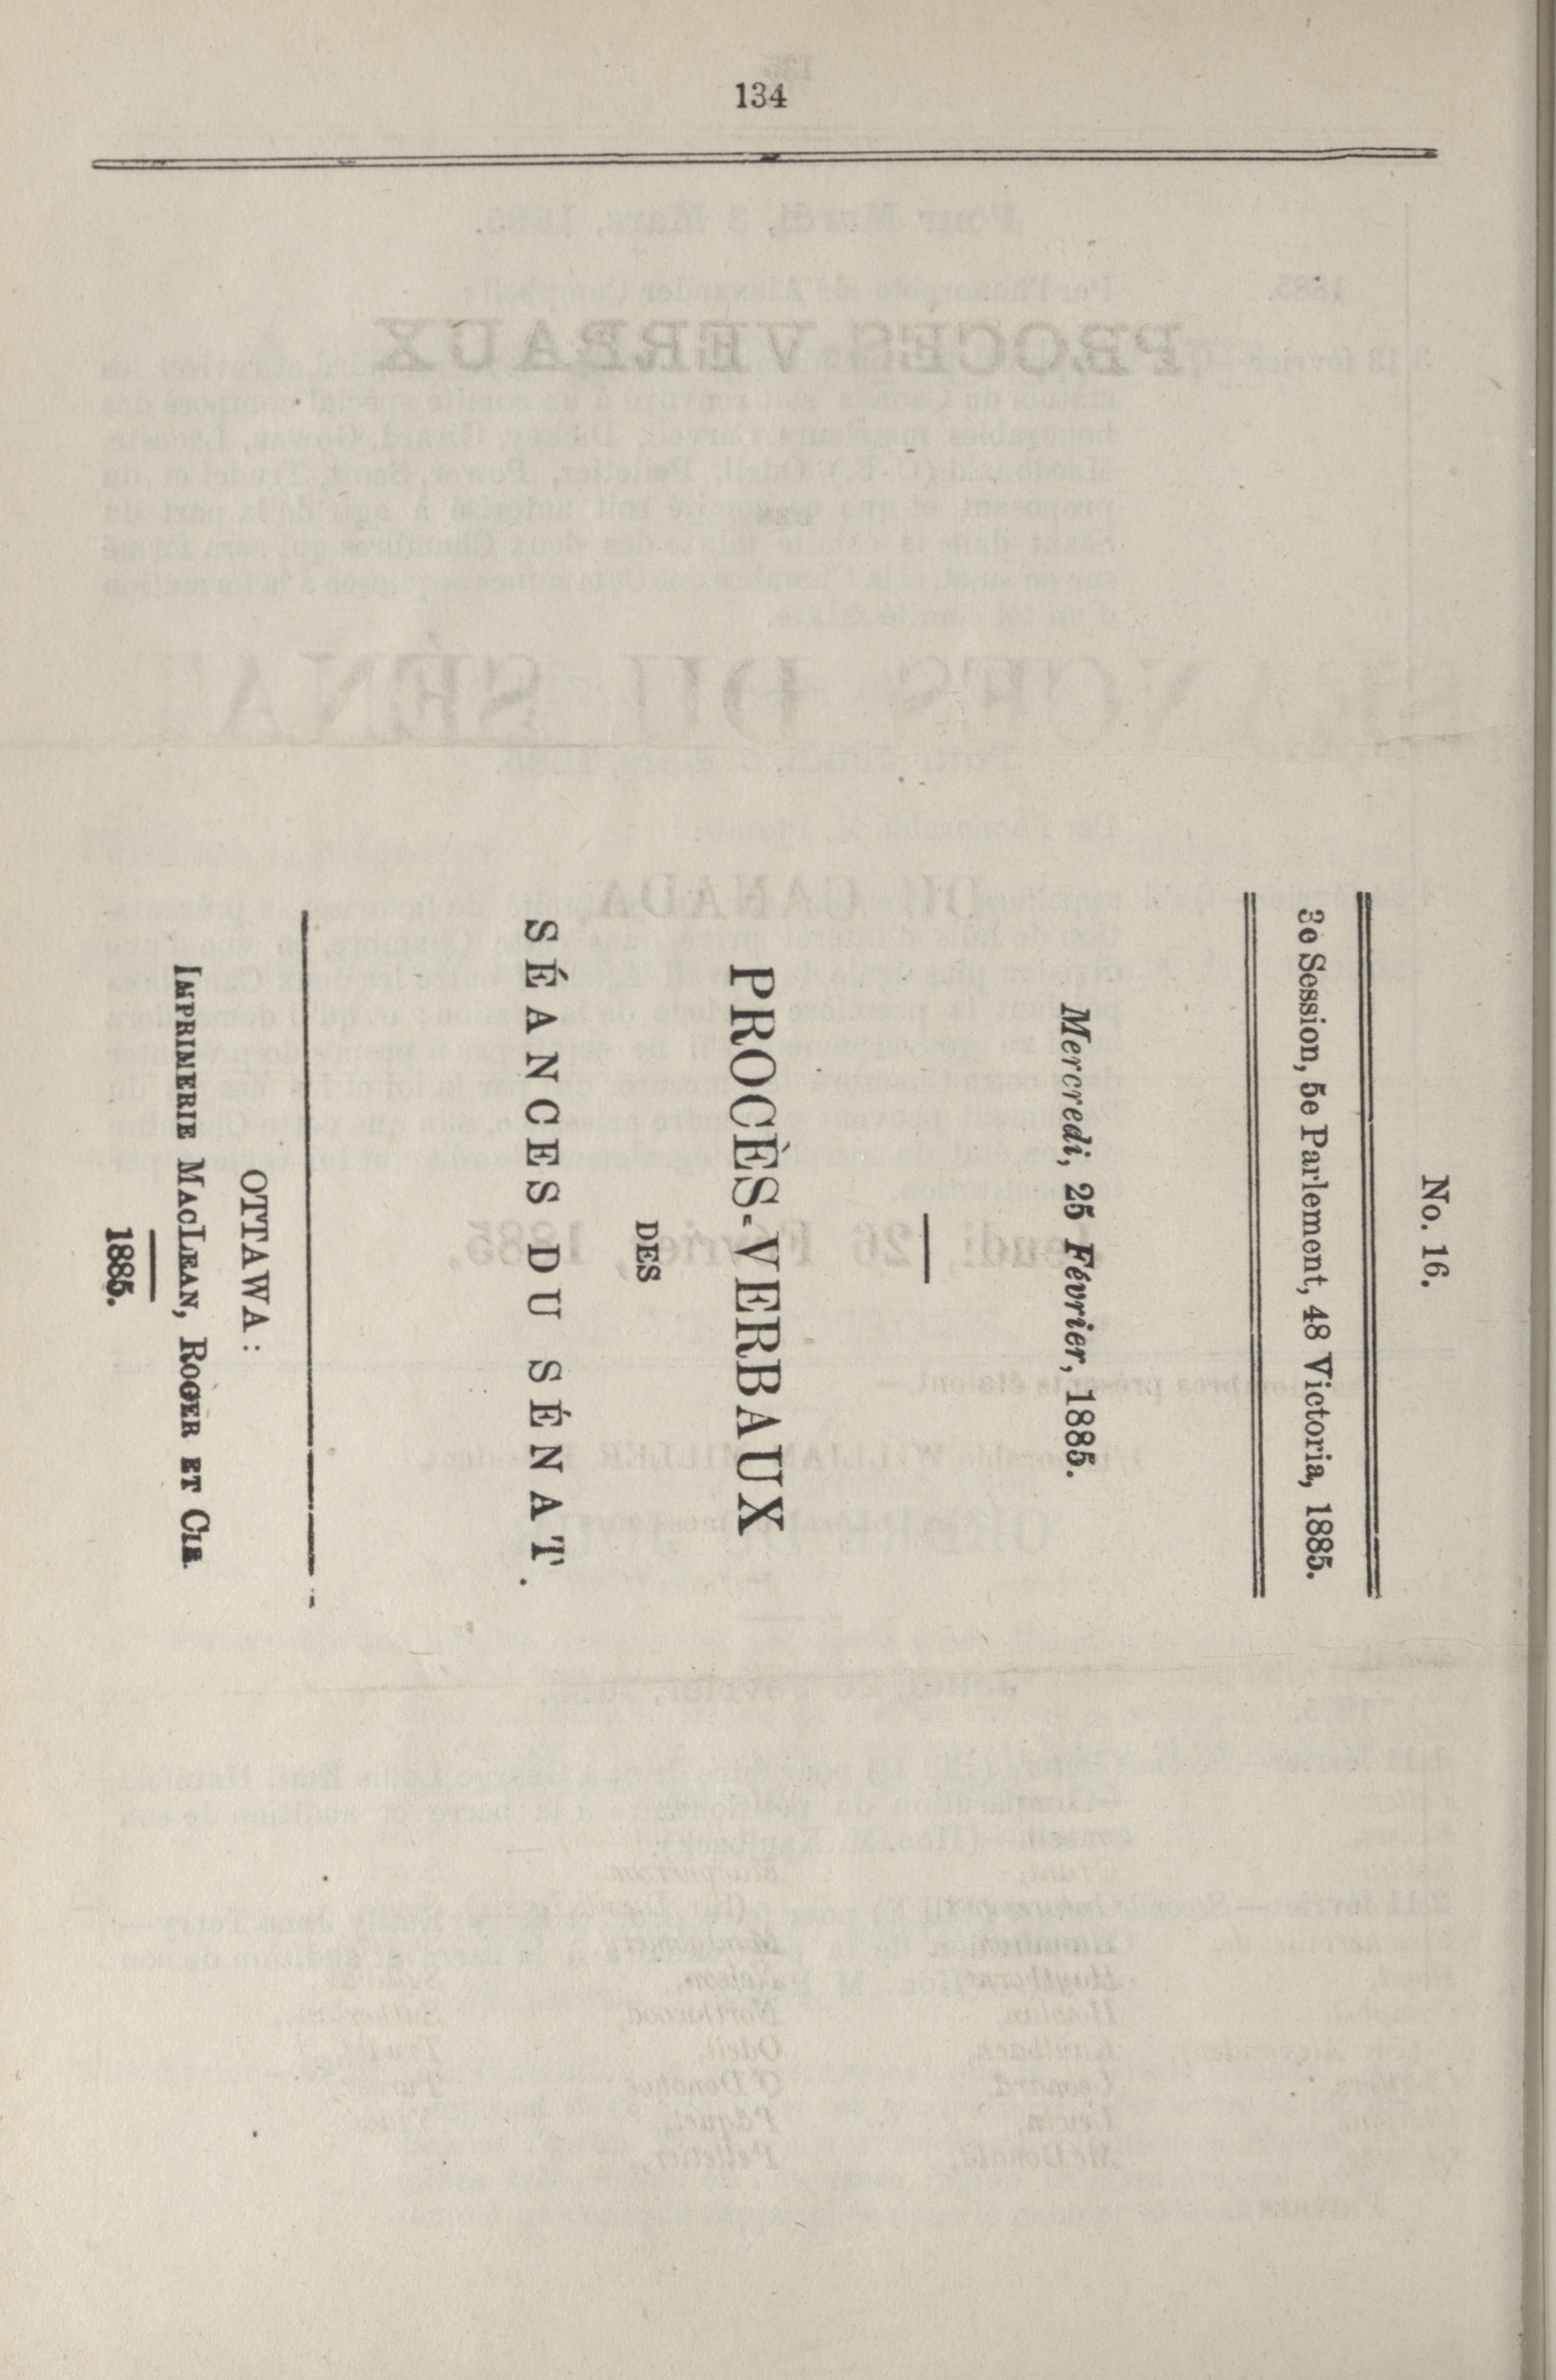 134
No. 16.
3e Session, 5e Parlement, 48 Victoria, 1885.
Mercredi, 25 Février, 1885.
PROCÈS-VERBAUX
DES
SÉANCES DU SÉNAT.
OTTAWA:
IMPRIMERIE MACLEAN, ROGER ET CIE
1885.